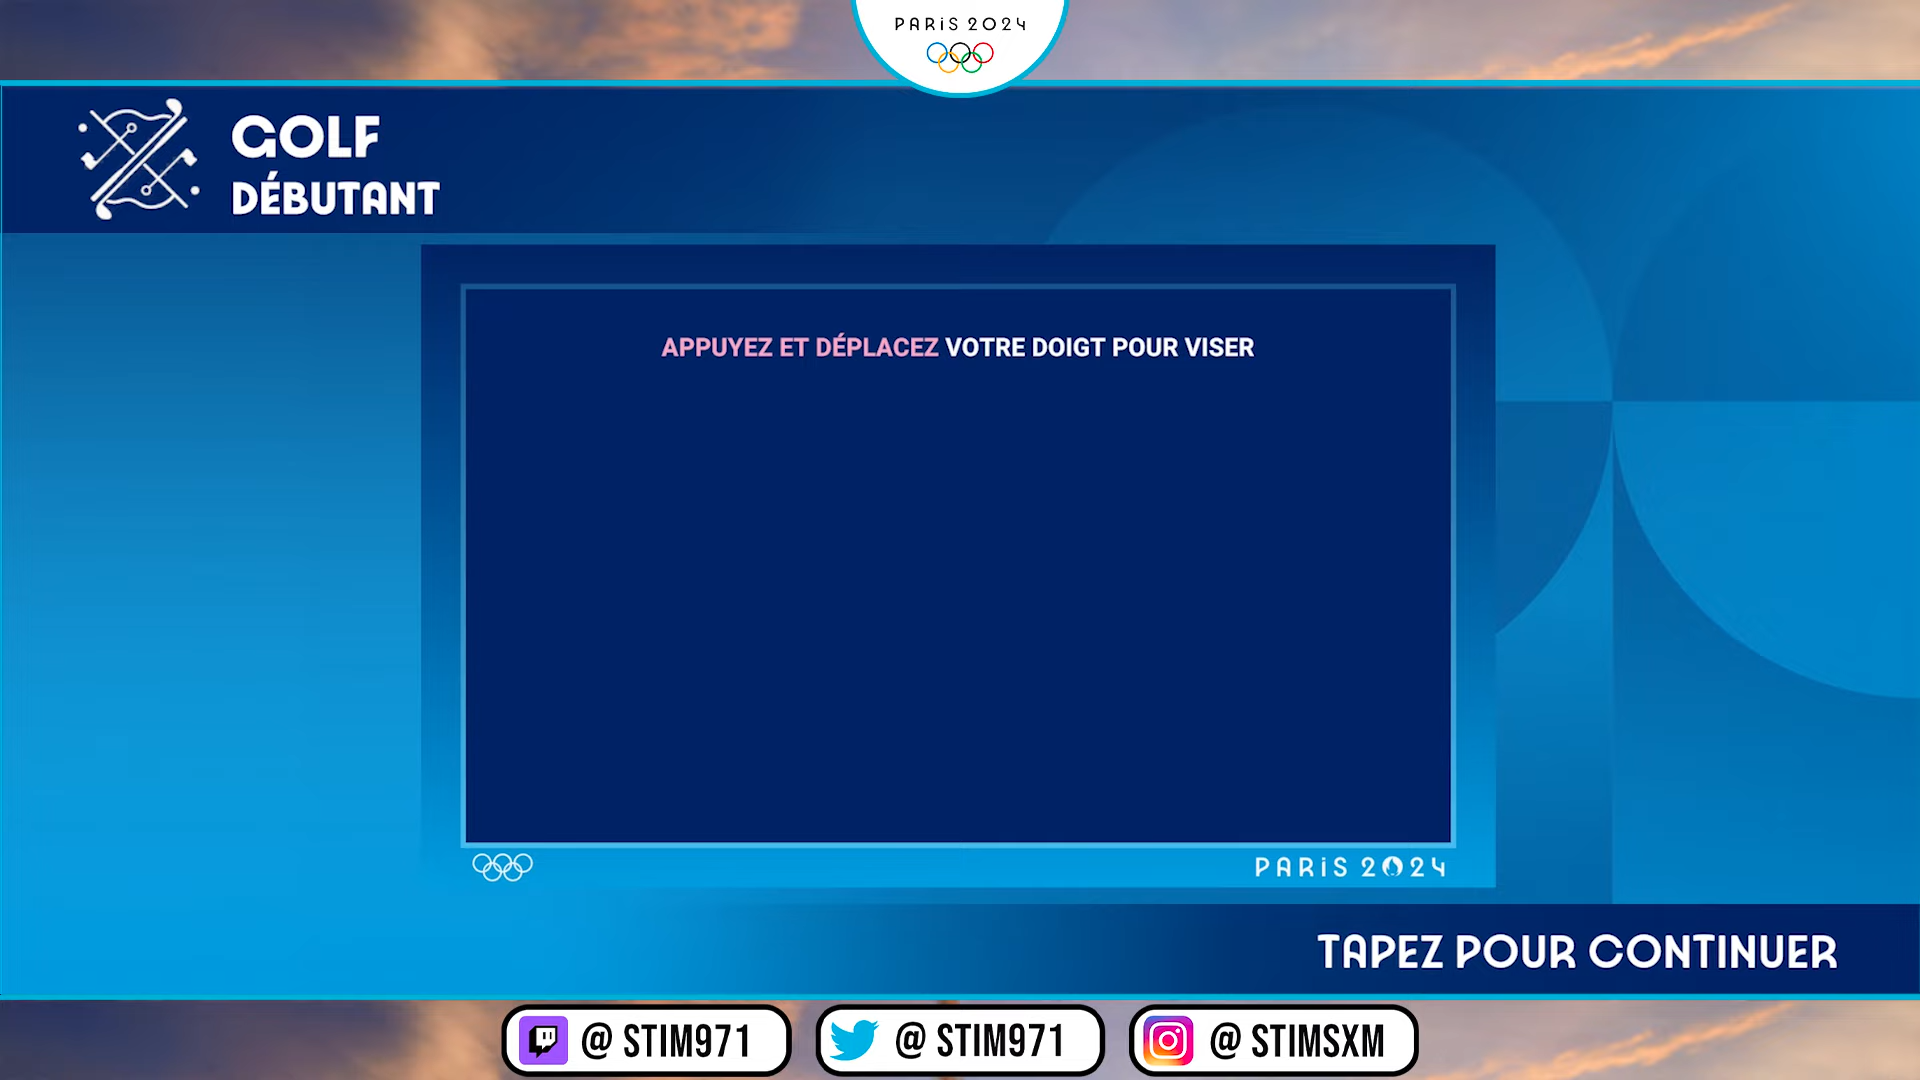 PARIS 2024
GOLF
DÉBUTANT
APPUYEZ ET DÉPLACEZ VOTRE DOIGT POUR VISER
PARIS 2024
TAPEZ POUR CONTINUER
@ STIM971
@ STIM971
@ STIMSXM